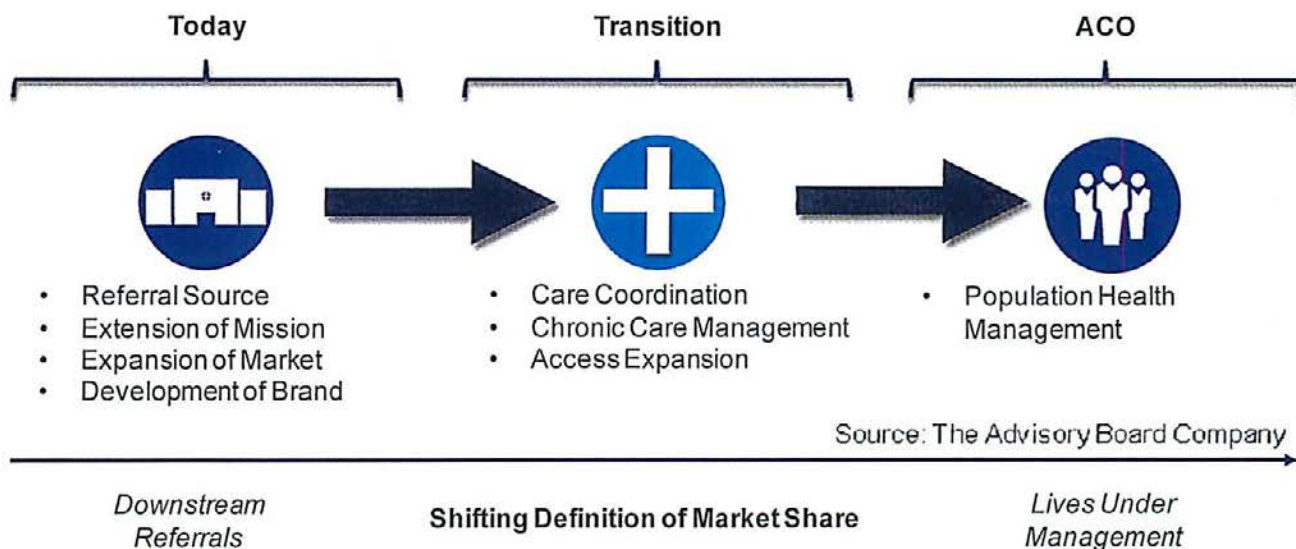 Today
Transition
ACO
• Referral Source
• Extension of Mission
• Expansion of Market
• Development of Brand
• Care Coordination
• Chronic Care Management
• Access Expansion
• Population Health
Management
Source: The Advisory Board Company
Downstream
Referrals
Shifting Definition of Market Share
Lives Under
Management